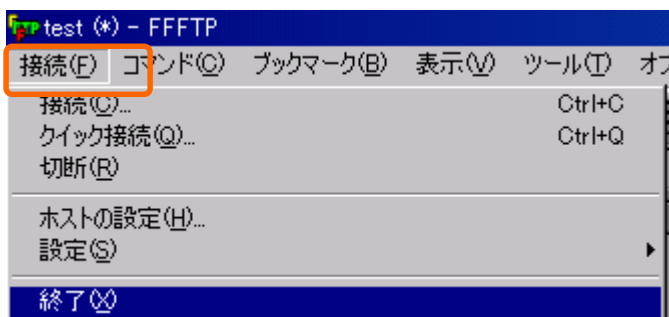 test (*) - FFFTP
接続(F) コマンド(C) ブックマーク(B) 表示(V) ツール(T) オプ
接続(C)... Ctrl+C
クイック接続(Q)... Ctrl+Q
切断(R)
ホストの設定(H)...
設定(S)
終了(X)